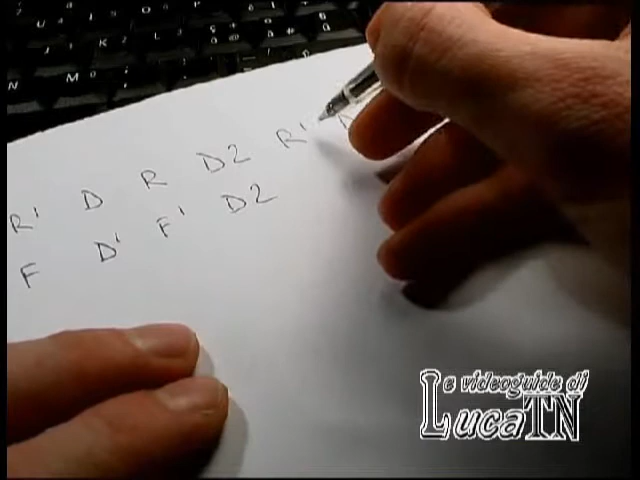 R' D R D2 R'
F D' F' D2
Le videoguide di
LucaTN